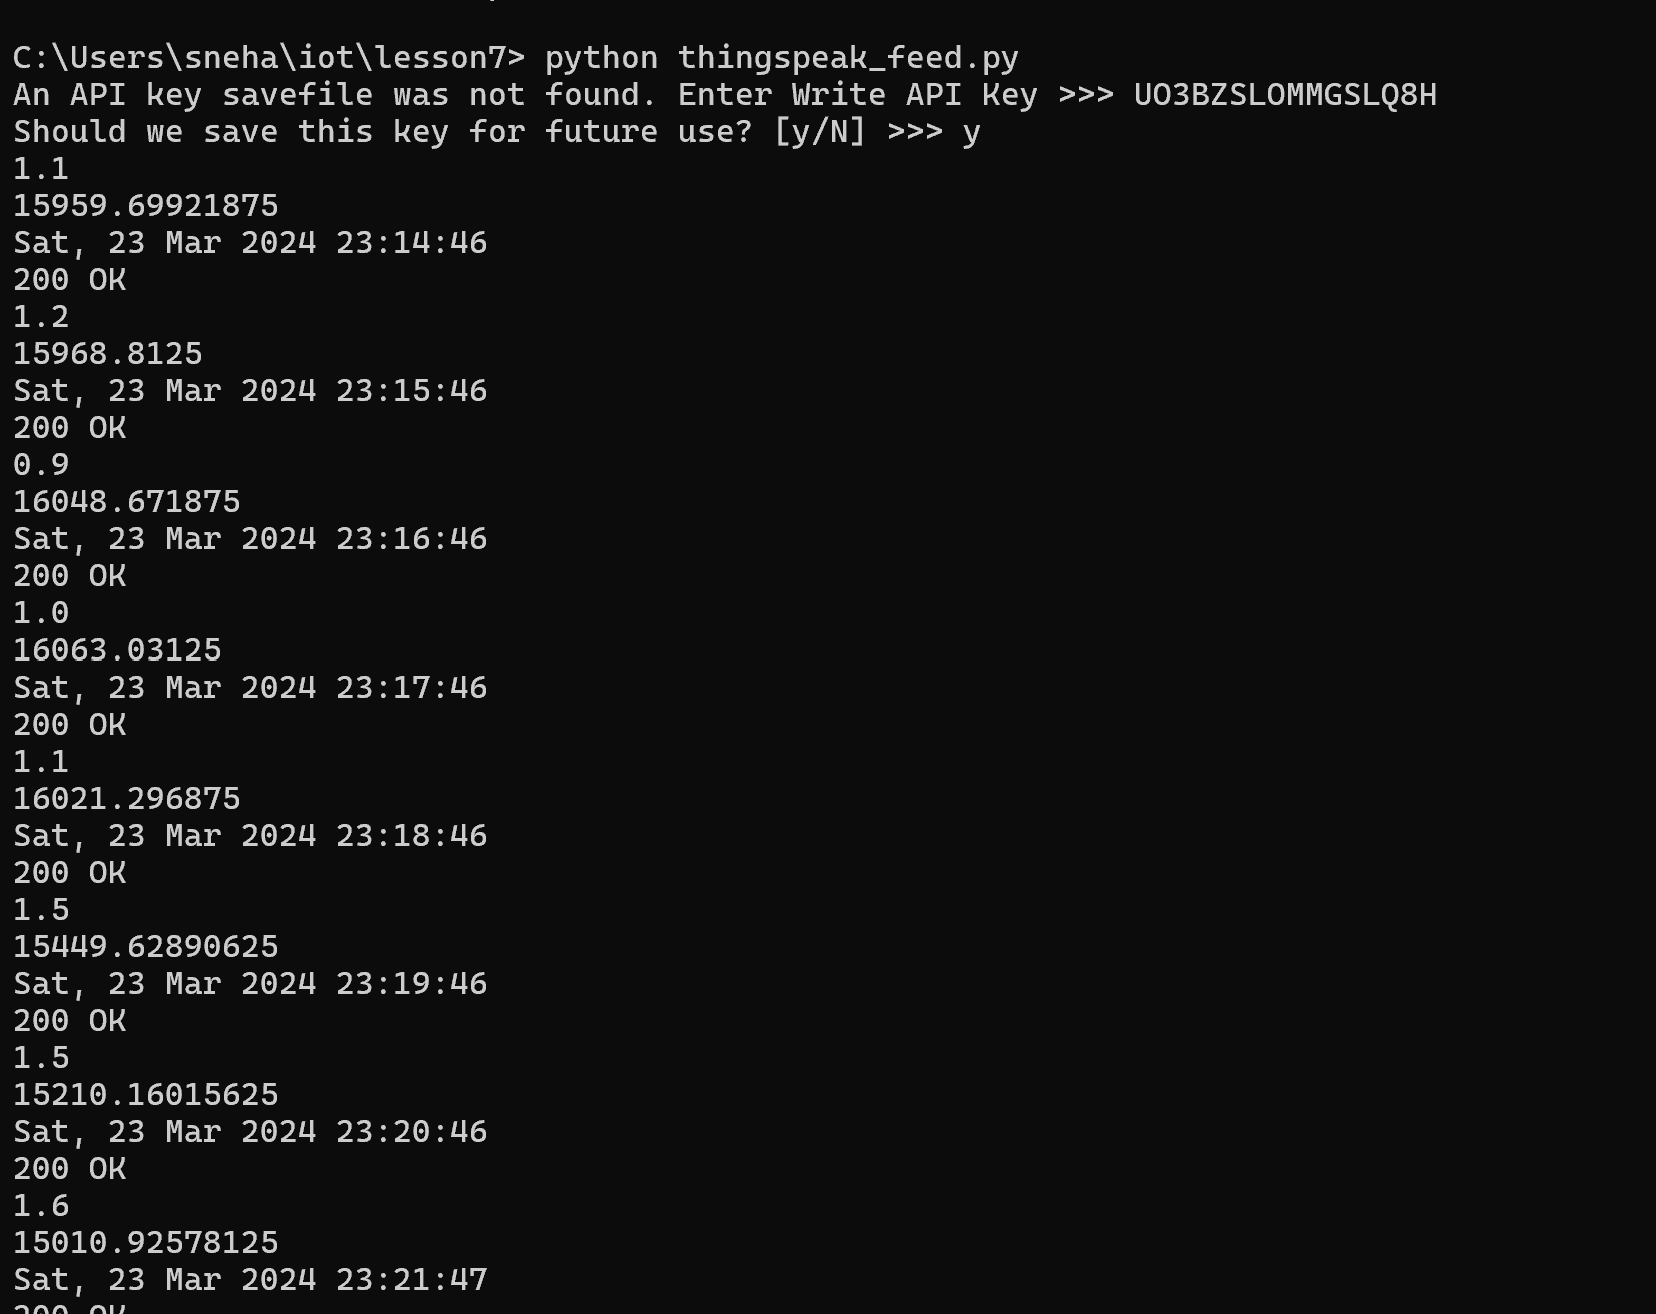 C:\Users\sneha\iot\lesson7> python thingspeak_feed.py
An API key savefile was not found. Enter Write API Key >>> UO3BZSLOMMGSLQ8H
Should we save this key for future use? [y/N] >>> y
1.1
15959.69921875
Sat, 23 Mar 2024 23:14:46
200 OK
1.2
15968.8125
Sat, 23 Mar 2024 23:15:46
200 OK
0.9
16048.671875
Sat, 23 Mar 2024 23:16:46
200 OK
1.0
16063.03125
Sat, 23 Mar 2024 23:17:46
200 OK
1.1
16021.296875
Sat, 23 Mar 2024 23:18:46
200 OK
1.5
15449.62890625
Sat, 23 Mar 2024 23:19:46
200 OK
1.5
15210.16015625
Sat, 23 Mar 2024 23:20:46
200 OK
1.6
15010.92578125
Sat, 23 Mar 2024 23:21:47
200 OK